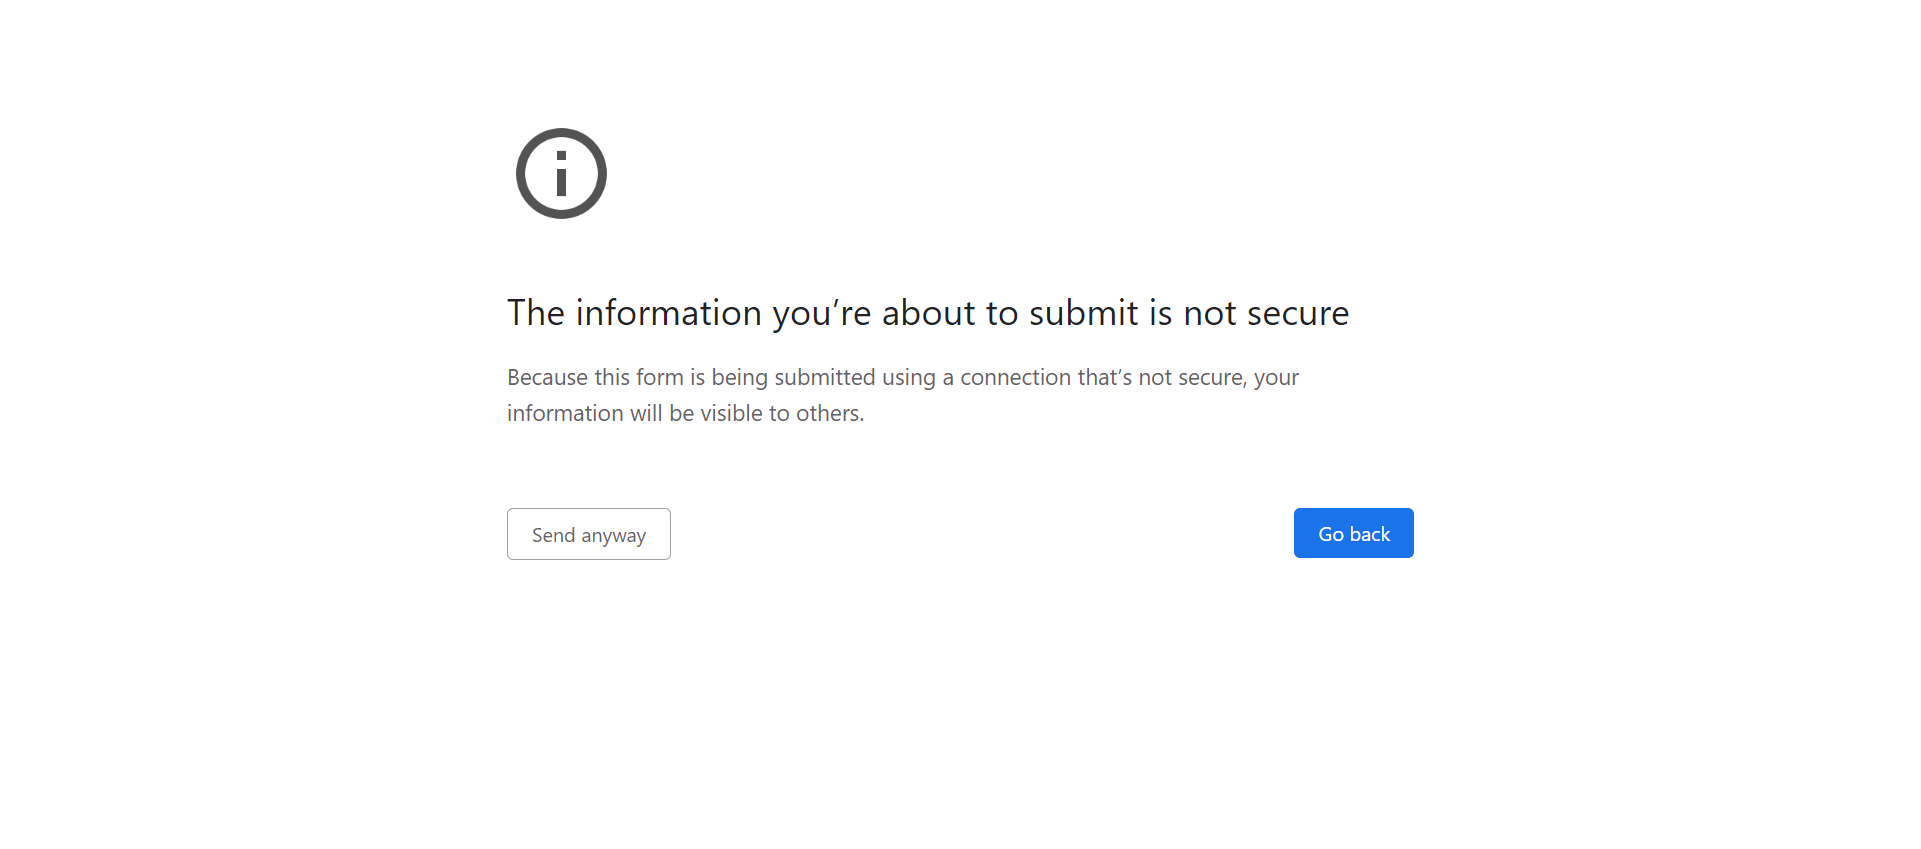 The information you’re about to submit is not secure
Because this form is being submitted using a connection that’s not secure, your
information will be visible to others.
Send anyway
Go back